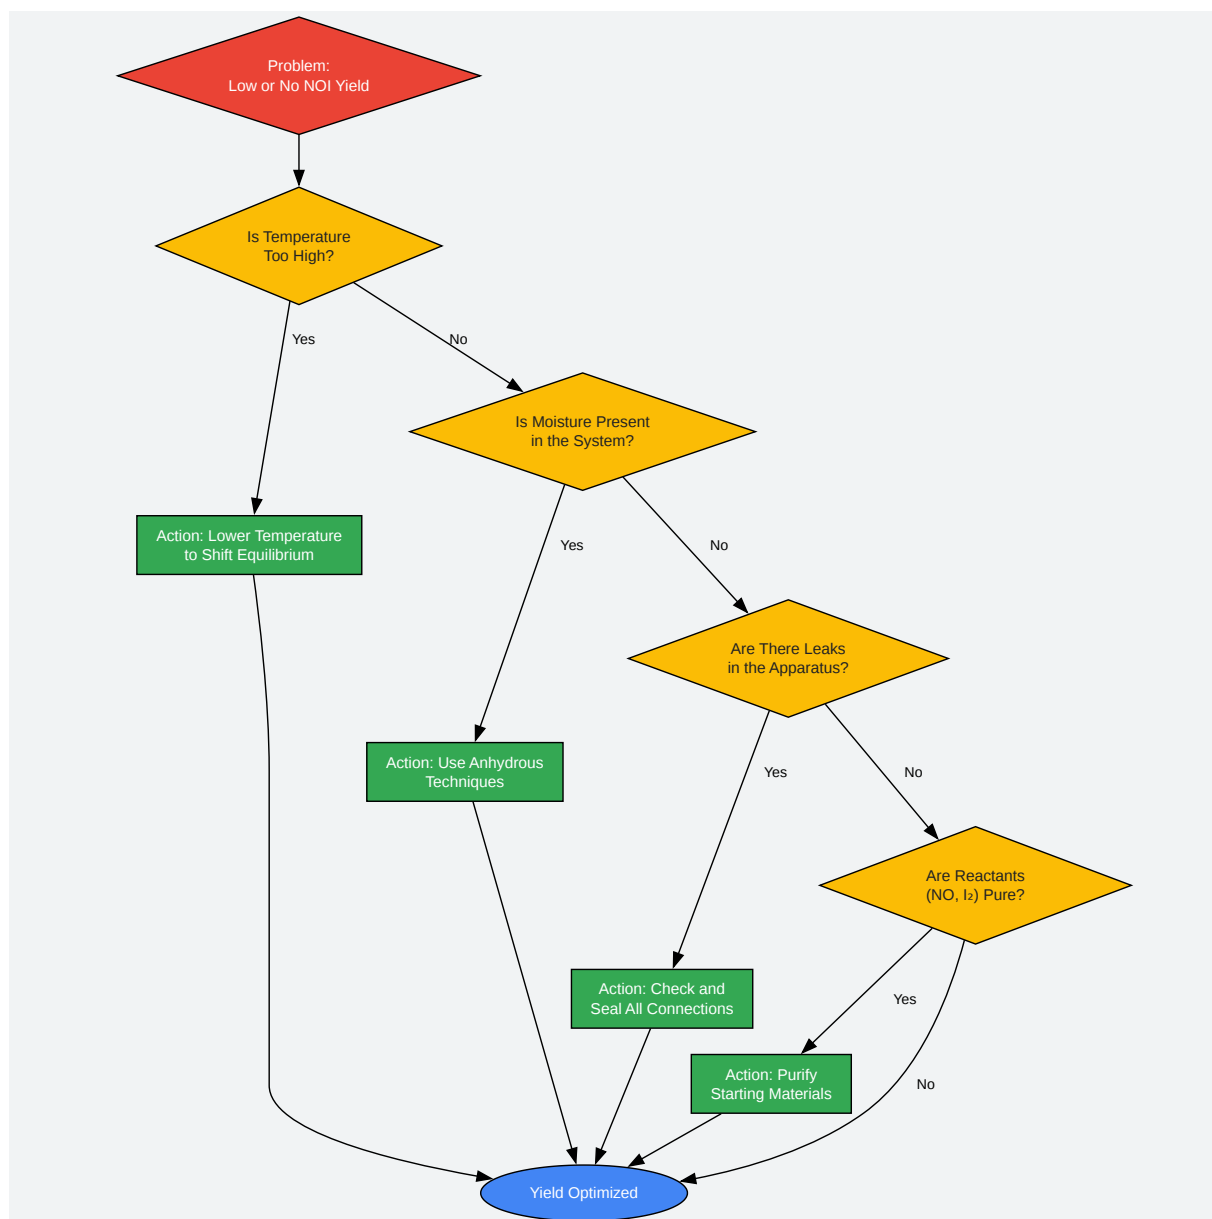 Problem:
Low or No NOI Yield
Is Temperature
Too High?
Yes
No
Is Moisture Present
in the System?
Action: Lower Temperature
to Shift Equilibrium
Yes
No
Are There Leaks
in the Apparatus?
Action: Use Anhydrous
Techniques
Yes
No
Are Reactants
(NO, I₂) Pure?
Action: Check and
Seal All Connections
Yes
Action: Purify
Starting Materials
No
Yield Optimized